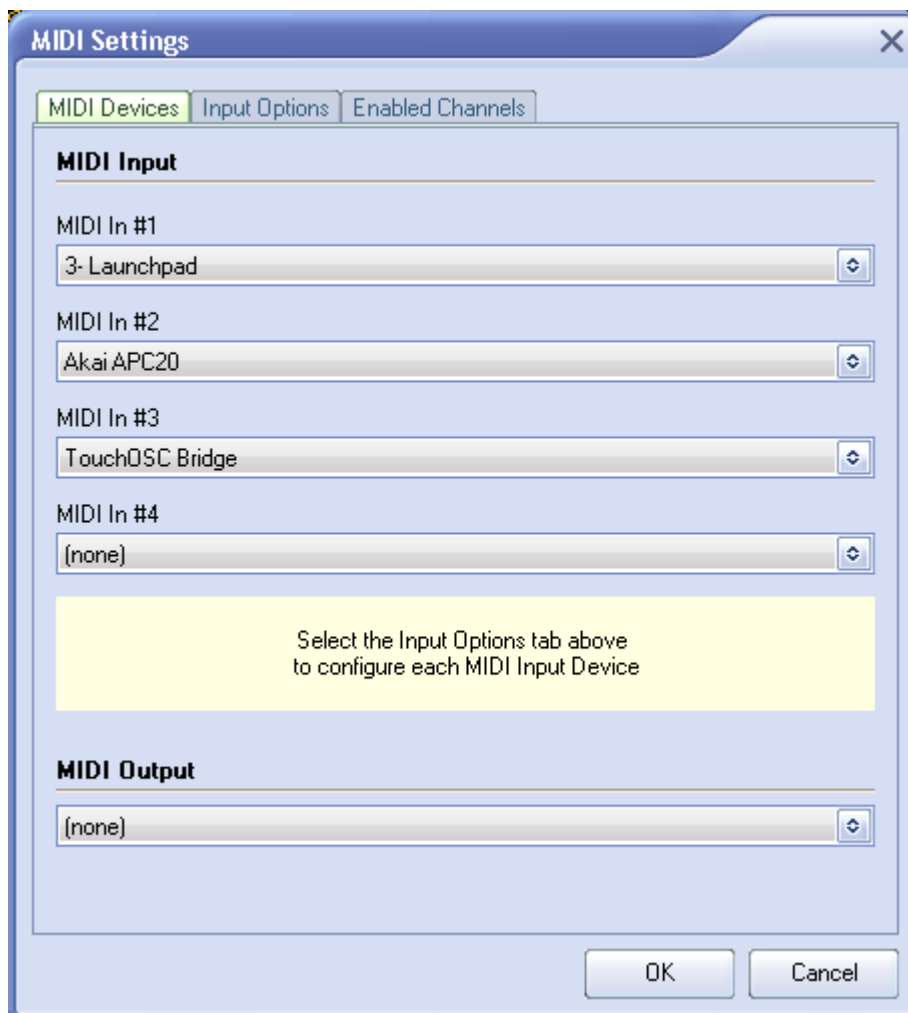 MIDI Settings
MIDI Devices
Input Options
Enabled Channels
MIDI Input
MIDI In #1
3- Launchpad
MIDI In #2
Akai APC20
MIDI In #3
TouchOSC Bridge
MIDI In #4
(none)
Select the Input Options tab above
to configure each MIDI Input Device
MIDI Output
(none)
OK
Cancel